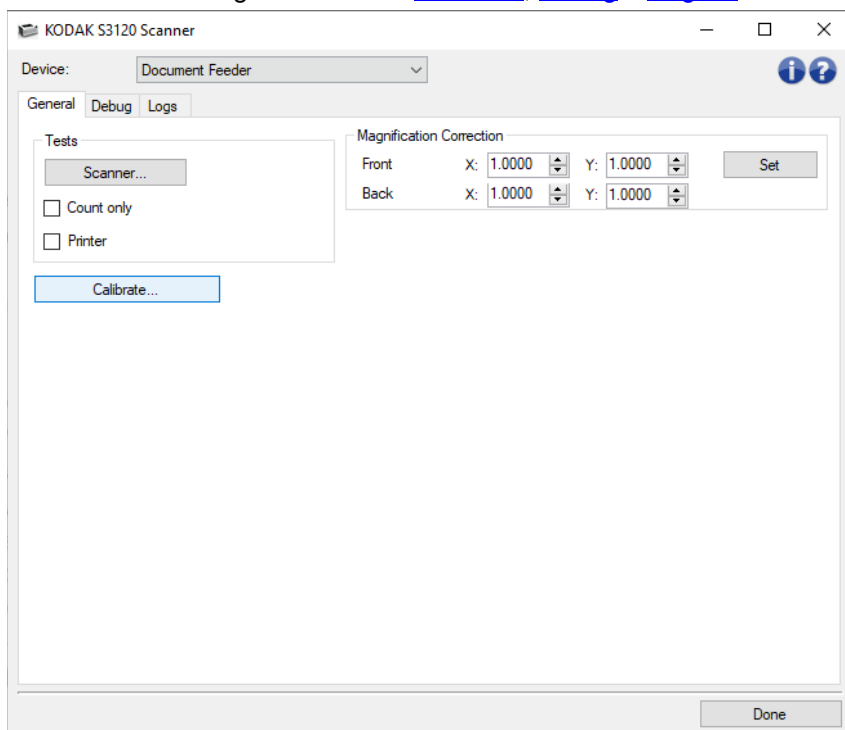 KODAK S3120 Scanner
Device: Document Feeder
General Debug Logs
Tests
Scanner...
Count only
Printer
Calibrate...
Magnification Correction
Front X: 1.0000 Y: 1.0000 Set
Back X: 1.0000 Y: 1.0000
Done